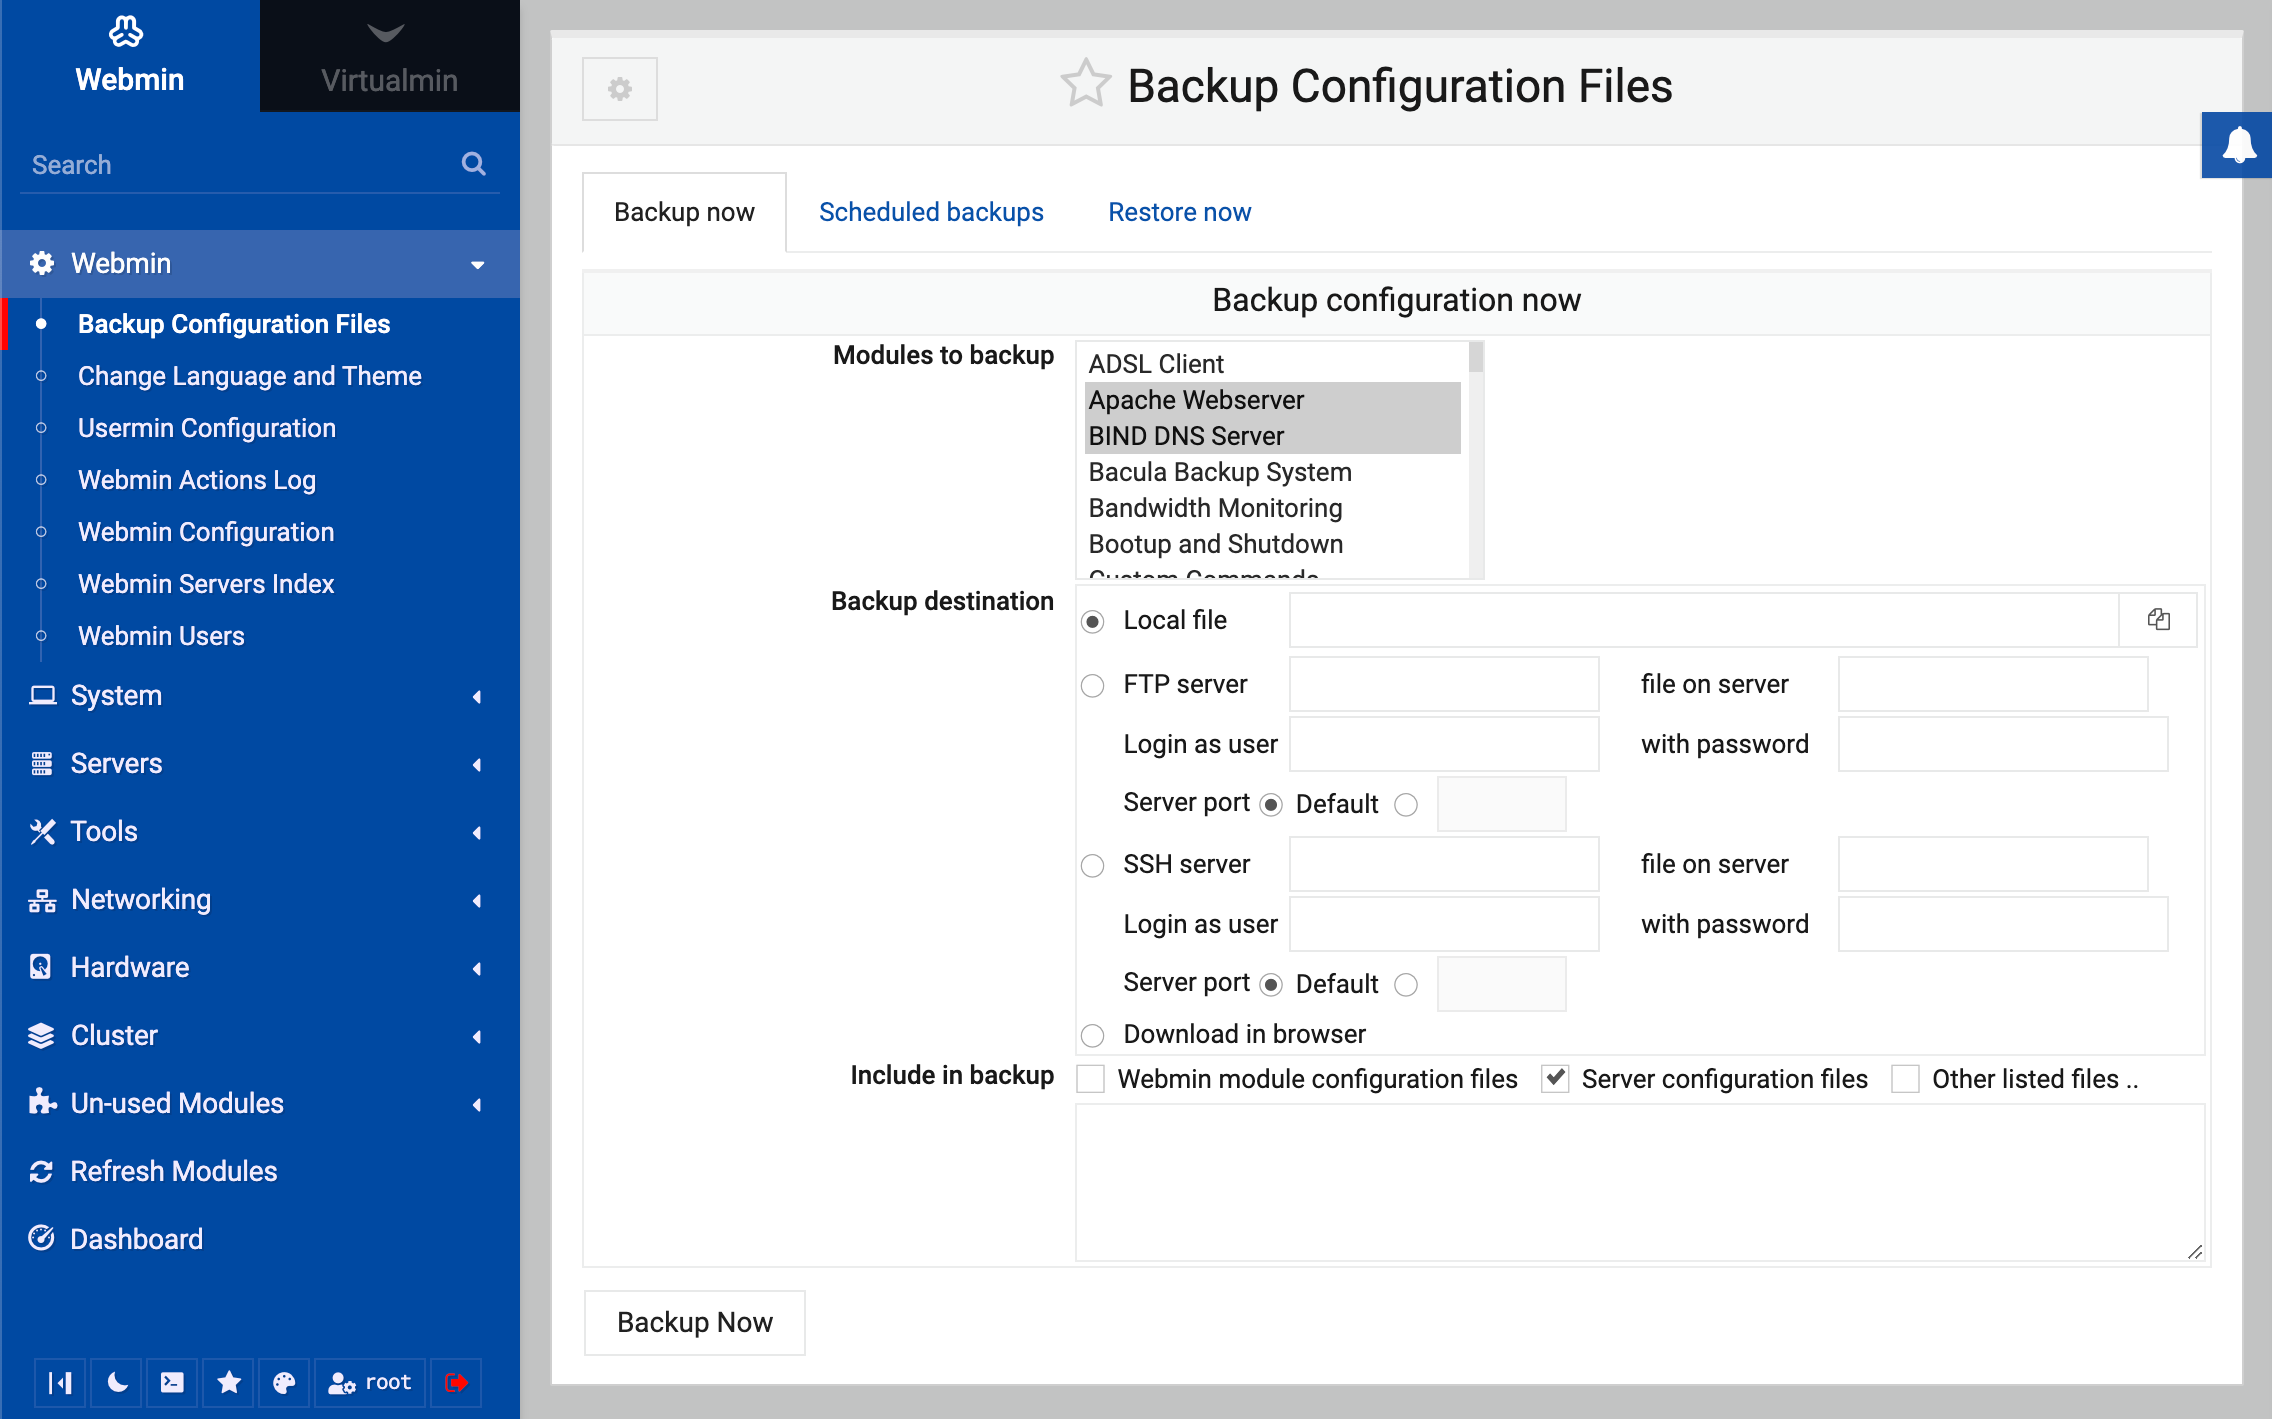 Webmin
Virtualmin
Search
Webmin
Backup Configuration Files
Change Language and Theme
Usermin Configuration
Webmin Actions Log
Webmin Configuration
Webmin Servers Index
Webmin Users
System
Servers
Tools
Networking
Hardware
Cluster
Un-used Modules
Refresh Modules
Dashboard
root
Backup Configuration Files
Backup now
Scheduled backups
Restore now
Backup configuration now
Modules to backup
ADSL Client
Apache Webserver
BIND DNS Server
Bacula Backup System
Bandwidth Monitoring
Bootup and Shutdown
Custom Commands
Backup destination
Local file
FTP server file on server
Login as user with password
Server port Default
SSH server file on server
Login as user with password
Server port Default
Download in browser
Include in backup
Webmin module configuration files Server configuration files Other listed files ..
Backup Now